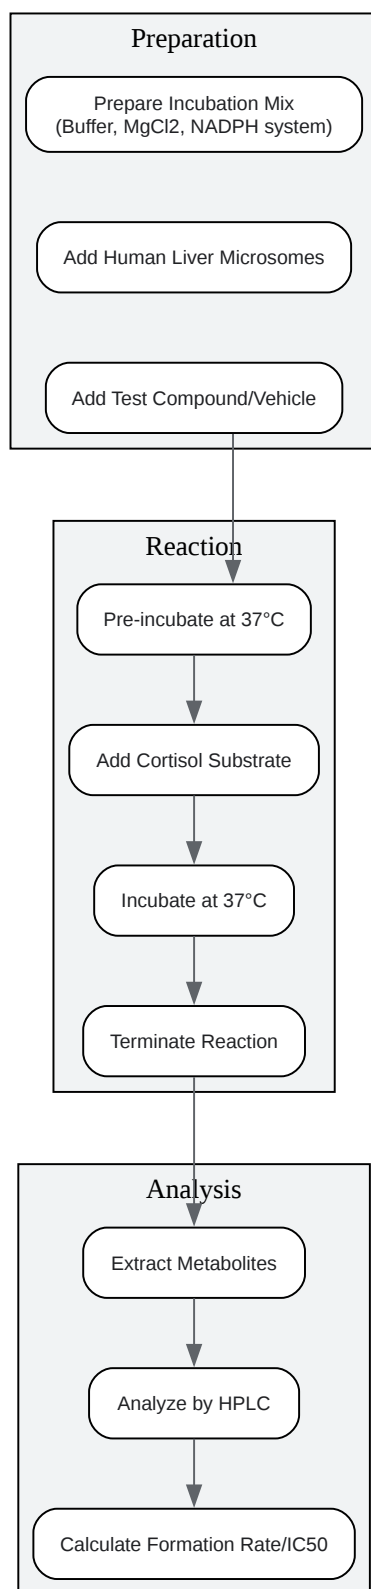 Preparation
Prepare Incubation Mix
(Buffer, MgCl2, NADPH system)
Add Human Liver Microsomes
Add Test Compound/Vehicle
Reaction
Pre-incubate at 37°C
Add Cortisol Substrate
Incubate at 37°C
Terminate Reaction
Analysis
Extract Metabolites
Analyze by HPLC
Calculate Formation Rate/IC50